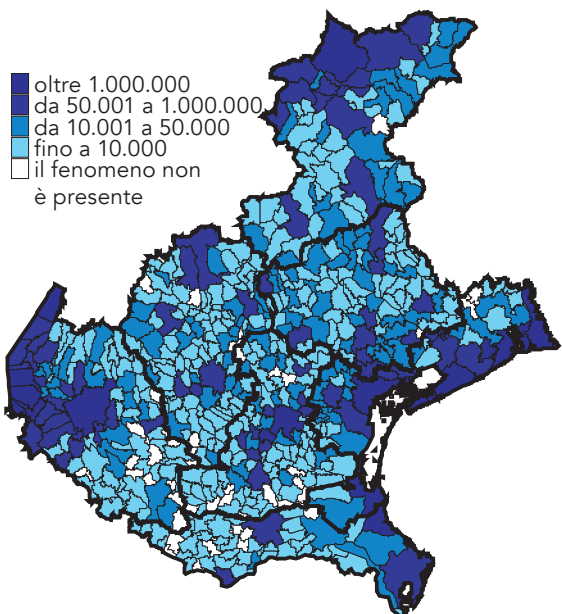 oltre 1.000.000
da 50.001 a 1.000.000
da 10.001 a 50.000
fino a 10.000
il fenomeno non
è presente